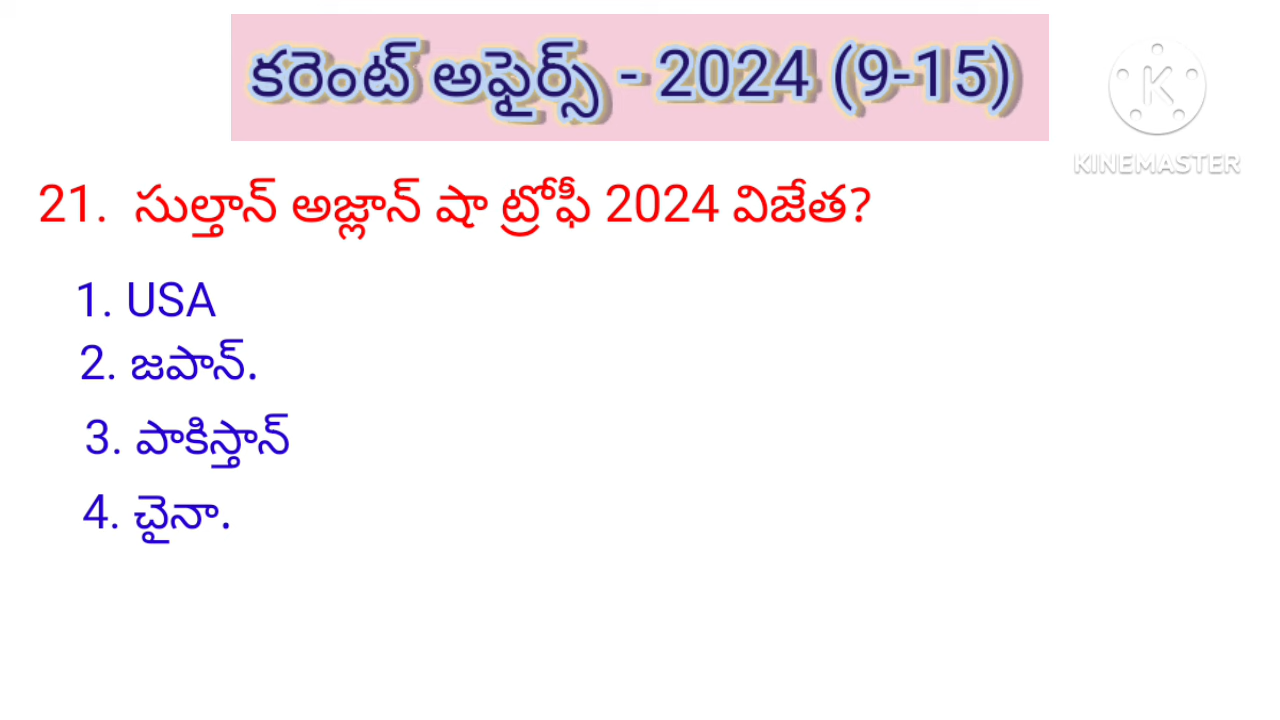 కరెంట్ అఫైర్స్ - 2024 (9-15)
K
KINEMASTER
21. సుల్తాన్ అజ్లాన్ షా ట్రోఫీ 2024 విజేత?
1. USA
2. జపాన్.
3. పాకిస్తాన్
4. చైనా.